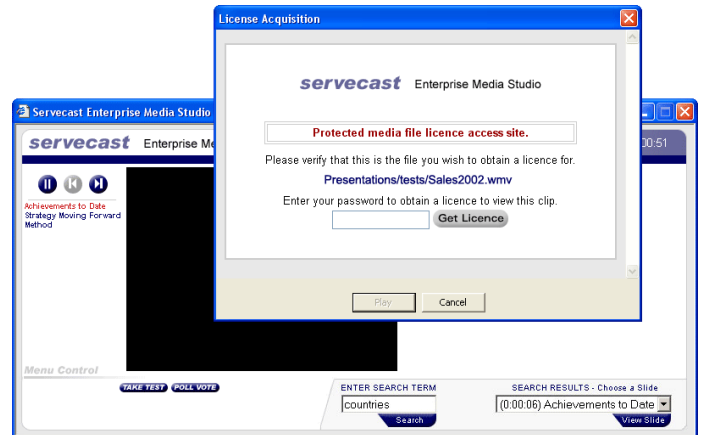 License Acquisition
servecast Enterprise Media Studio
Protected media file licence access site.
Please verify that this is the file you wish to obtain a licence for.
Presentations/tests/Sales2002.wmv
Enter your password to obtain a licence to view this clip.
Get Licence
Play Cancel
Servecast Enterprise Media Studio
servecast Enterprise Me
00:51
Achievements to Date
Strategy Moving Forward
Method
Menu Control
TAKE TEST POLL VOTE
ENTER SEARCH TERM
countries
Search
SEARCH RESULTS - Choose a Slide
(0:00:06) Achievements to Date
View Slide